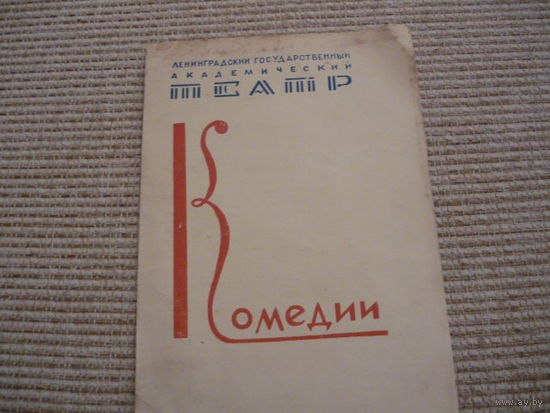 ЛЕНИНГРАДСКИЙ ГОСУДАРСТВЕННЫЙ
АКАДЕМИЧЕСКИЙ
ТЕАТР
Комедии
© www.ay.by